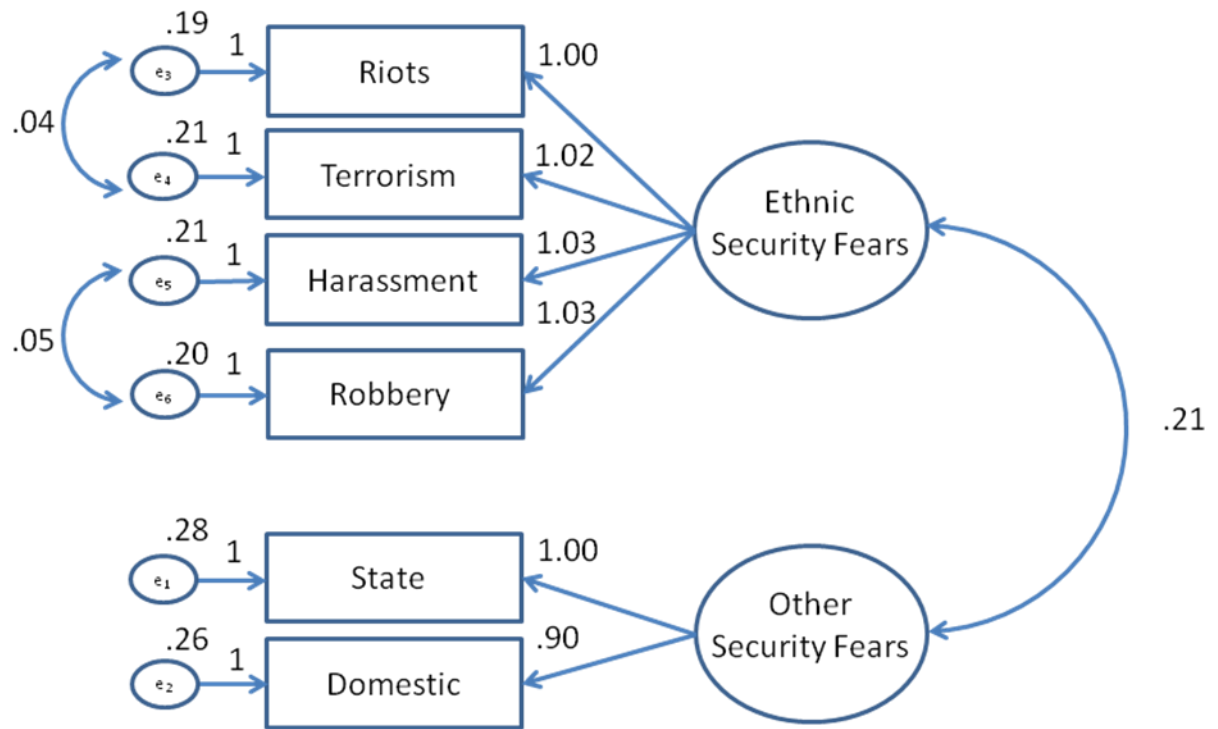 .19
1
e₃
Riots
1.00
.04
.21
1
e₄
Terrorism
1.02
Ethnic
Security Fears
.21
1
e₅
Harassment
1.03
.05
.20
1
e₆
Robbery
1.03
.21
.28
1
e₁
State
1.00
Other
Security Fears
.26
1
e₂
Domestic
.90